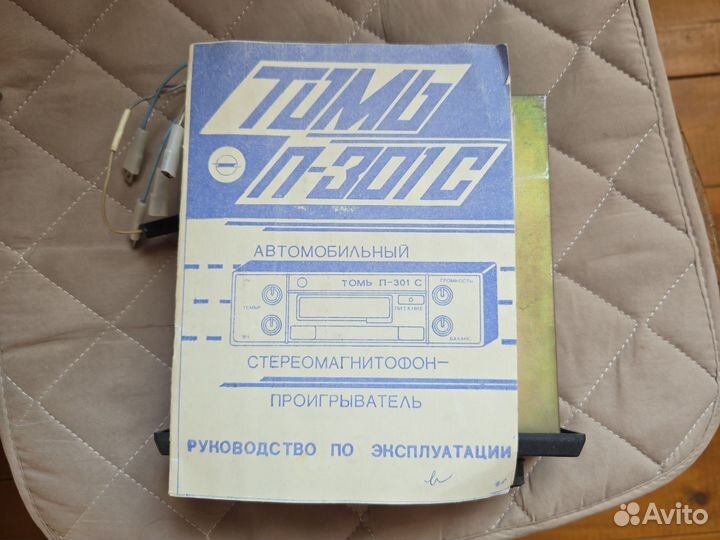 ТОМЬ
П-301С
АВТОМОБИЛЬНЫЙ
ТОМЬ П-301 С
ГРОМКОСТЬ
ТЕМБР
ПИТАНИЕ
БАЛАНС
СТЕРЕОМАГНИТОФОН-
ПРОИГРЫВАТЕЛЬ
РУКОВОДСТВО ПО ЭКСПЛУАТАЦИИ
Avito